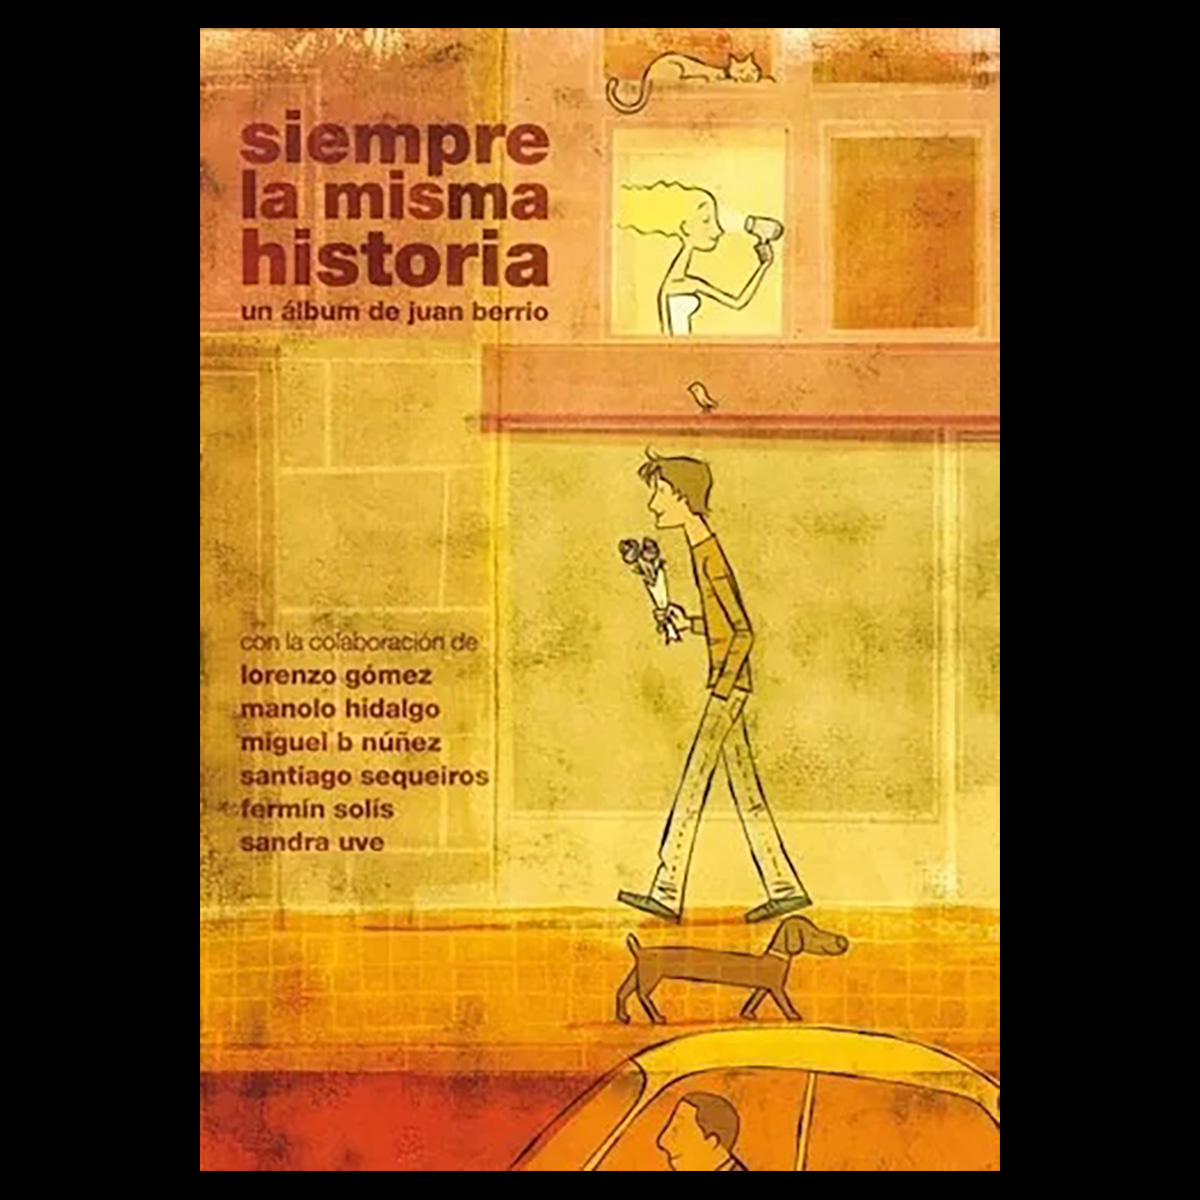 siempre
la misma
historia
un álbum de juan berrio
con la colaboración de
lorenzo gómez
manolo hidalgo
miguel b núñez
santiago sequeiros
fermín solís
sandra uve